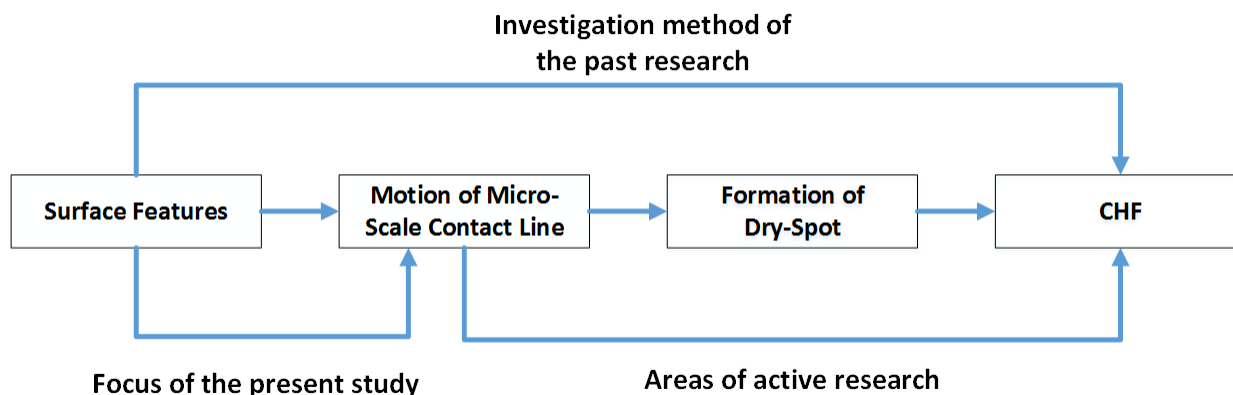 Investigation method of
the past research
Surface Features
Motion of Micro-
Scale Contact Line
Formation of
Dry-Spot
CHF
Focus of the present study
Areas of active research